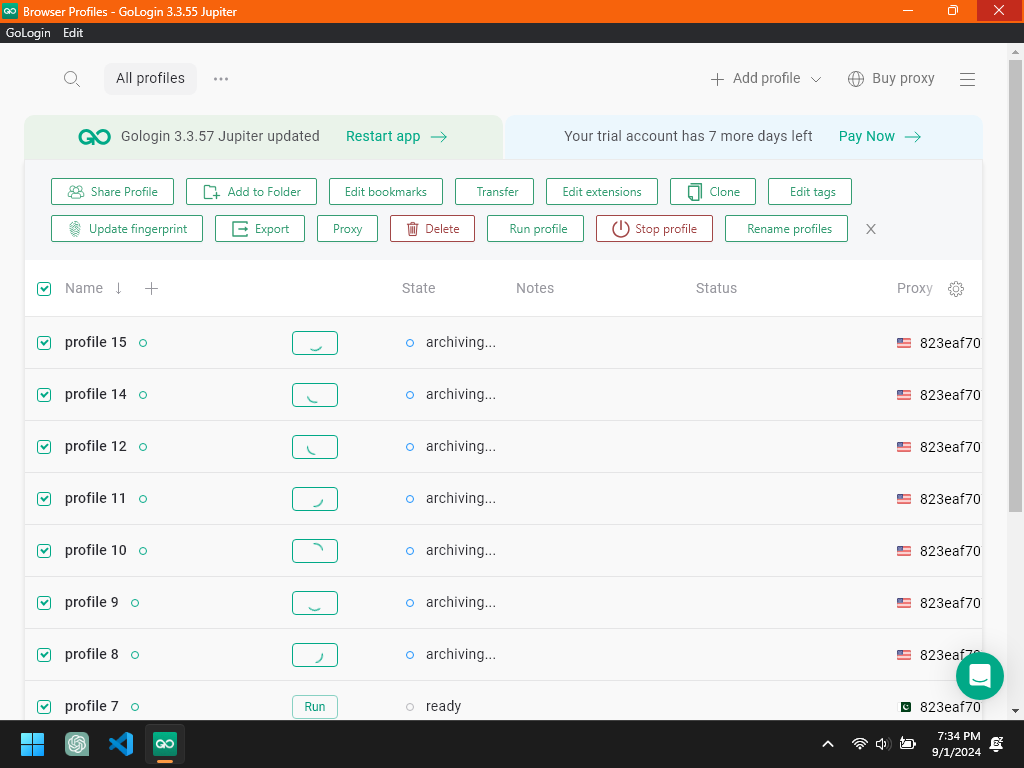 Browser Profiles - GoLogin 3.3.55 Jupiter
GoLogin Edit
All profiles
Add profile
Buy proxy
Gologin 3.3.57 Jupiter updated Restart app
Your trial account has 7 more days left Pay Now
Share Profile Add to Folder Edit bookmarks Transfer Edit extensions Clone Edit tags
Update fingerprint Export Proxy Delete Run profile Stop profile Rename profiles
Name State Notes Status Proxy
profile 15 archiving... 823eaf70
profile 14 archiving... 823eaf70
profile 12 archiving... 823eaf70
profile 11 archiving... 823eaf70
profile 10 archiving... 823eaf70
profile 9 archiving... 823eaf70
profile 8 archiving... 823eaf70
profile 7 Run ready 823eaf70
7:34 PM
9/1/2024